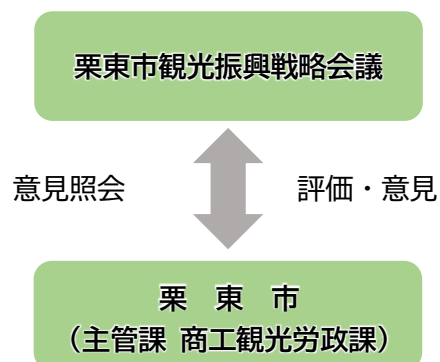 栗東市観光振興戦略会議
意見照会
評価・意見
栗 東 市
(主管課 商工観光労政課)